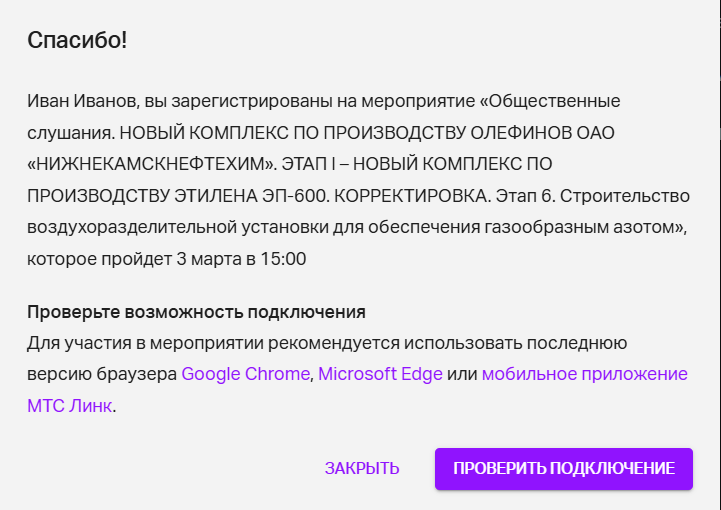 Спасибо!
Иван Иванов, вы зарегистрированы на мероприятие «Общественные
слушания. НОВЫЙ КОМПЛЕКС ПО ПРОИЗВОДСТВУ ОЛЕФИНОВ ОАО
«НИЖНЕКАМСКНЕФТЕХИМ». ЭТАП I – НОВЫЙ КОМПЛЕКС ПО
ПРОИЗВОДСТВУ ЭТИЛЕНА ЭП-600. КОРРЕКТИРОВКА. Этап 6. Строительство
воздухоразделительной установки для обеспечения газообразным азотом»,
которое пройдет 3 марта в 15:00
Проверьте возможность подключения
Для участия в мероприятии рекомендуется использовать последнюю
версию браузера Google Chrome, Microsoft Edge или мобильное приложение
МТС Линк.
ЗАКРЫТЬ ПРОВЕРИТЬ ПОДКЛЮЧЕНИЕ